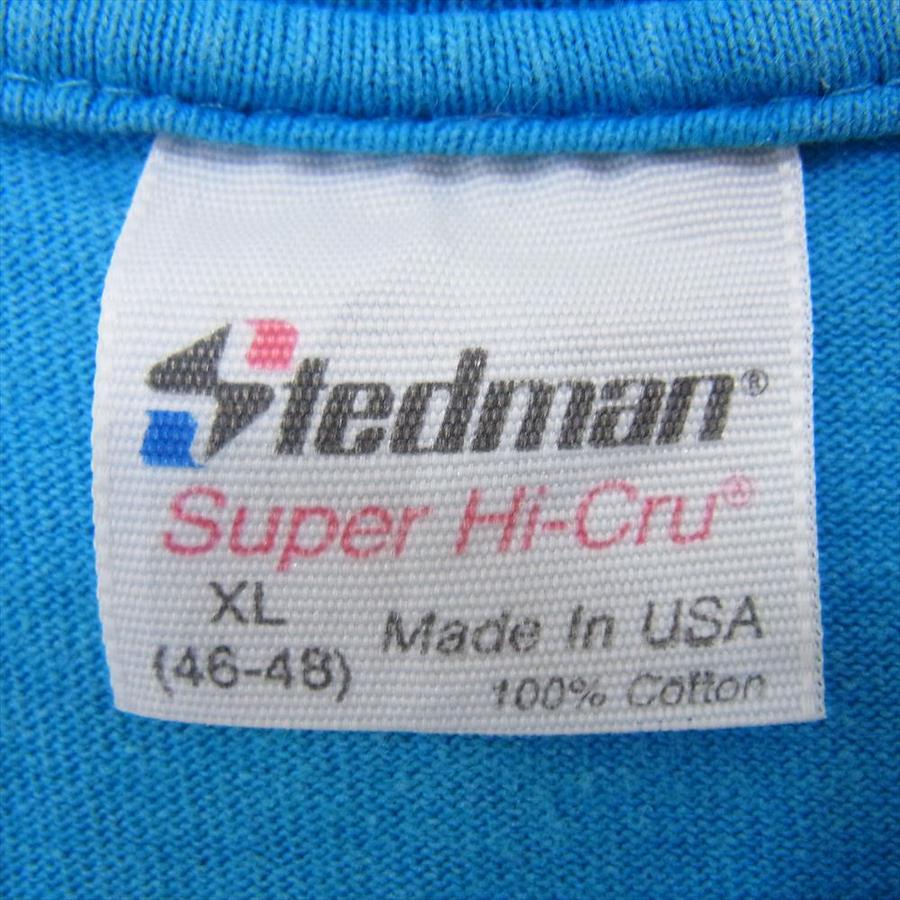 Stedman®
Super Hi-Cru®
XL
(46-48)
Made In USA
100% Cotton